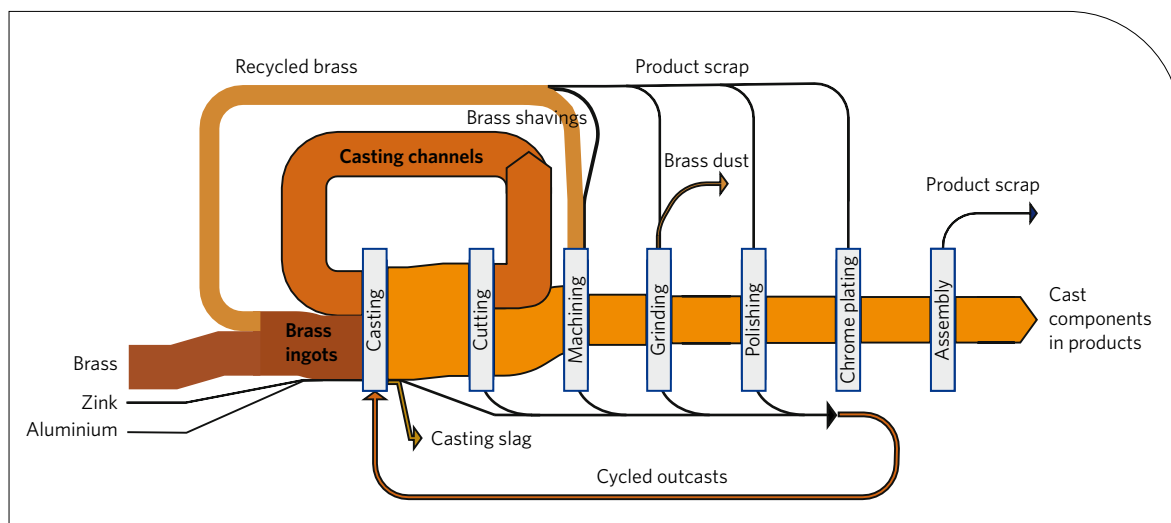 Recycled brass
Product scrap
Brass shavings
Casting channels
Brass dust
Product scrap
Casting
Cutting
Machining
Grinding
Polishing
Chrome plating
Assembly
Cast
components
in products
Brass
ingots
Brass
Zink
Aluminium
Casting slag
Cycled outcasts